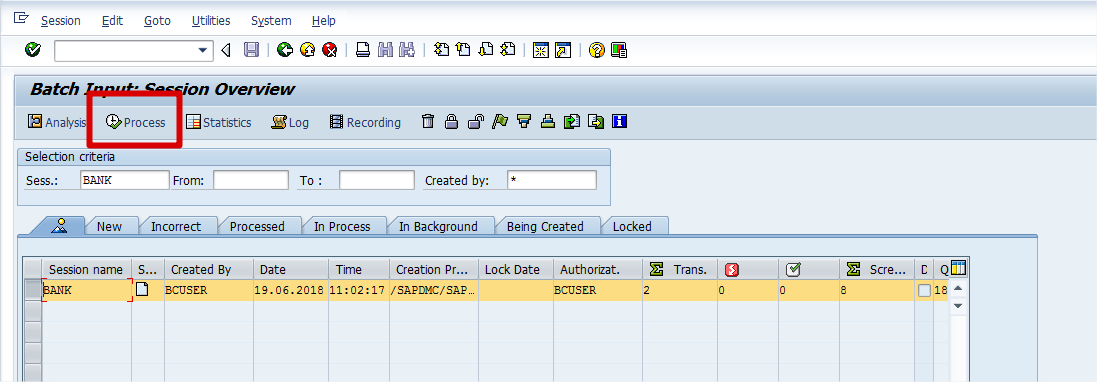 Session Edit Goto Utilities System Help
Batch Input: Session Overview
Analysis Process Statistics Log Recording
Selection criteria
Sess.: BANK From: To : Created by: *
New Incorrect Processed In Process In Background Being Created Locked
Session name S... Created By Date Time Creation Pr... Lock Date Authorizat. Trans. Scre... D Q
BANK BCUSER 19.06.2018 11:02:17 /SAPDMC/SAP... BCUSER 2 0 0 8 18